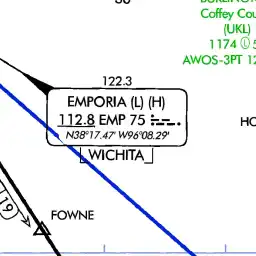 Coffey Cou
(UKL)
1174
AWOS-3PT 12
122.3
EMPORIA (L) (H)
112.8 EMP 75
N38°17.47' W96°08.29'
WICHITA
HO
19
FOWNE